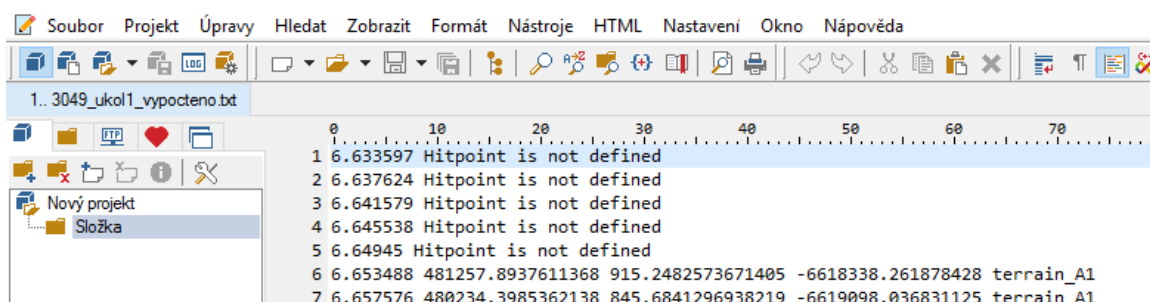 Soubor Projekt Úpravy Hledat Zobrazit Formát Nástroje HTML Nastavení Okno Nápověda
LOG
1.. 3049_ukol1_vypocteno.txt
FTP
0 10 20 30 40 50 60 70
Nový projekt
Složka
1 6.633597 Hitpoint is not defined
2 6.637624 Hitpoint is not defined
3 6.641579 Hitpoint is not defined
4 6.645538 Hitpoint is not defined
5 6.64945 Hitpoint is not defined
6 6.653488 481257.8937611368 915.2482573671405 -6618338.261878428 terrain_A1
7 6.657576 480234.3985362138 845.6841296938219 -6619098.036831125 terrain_A1